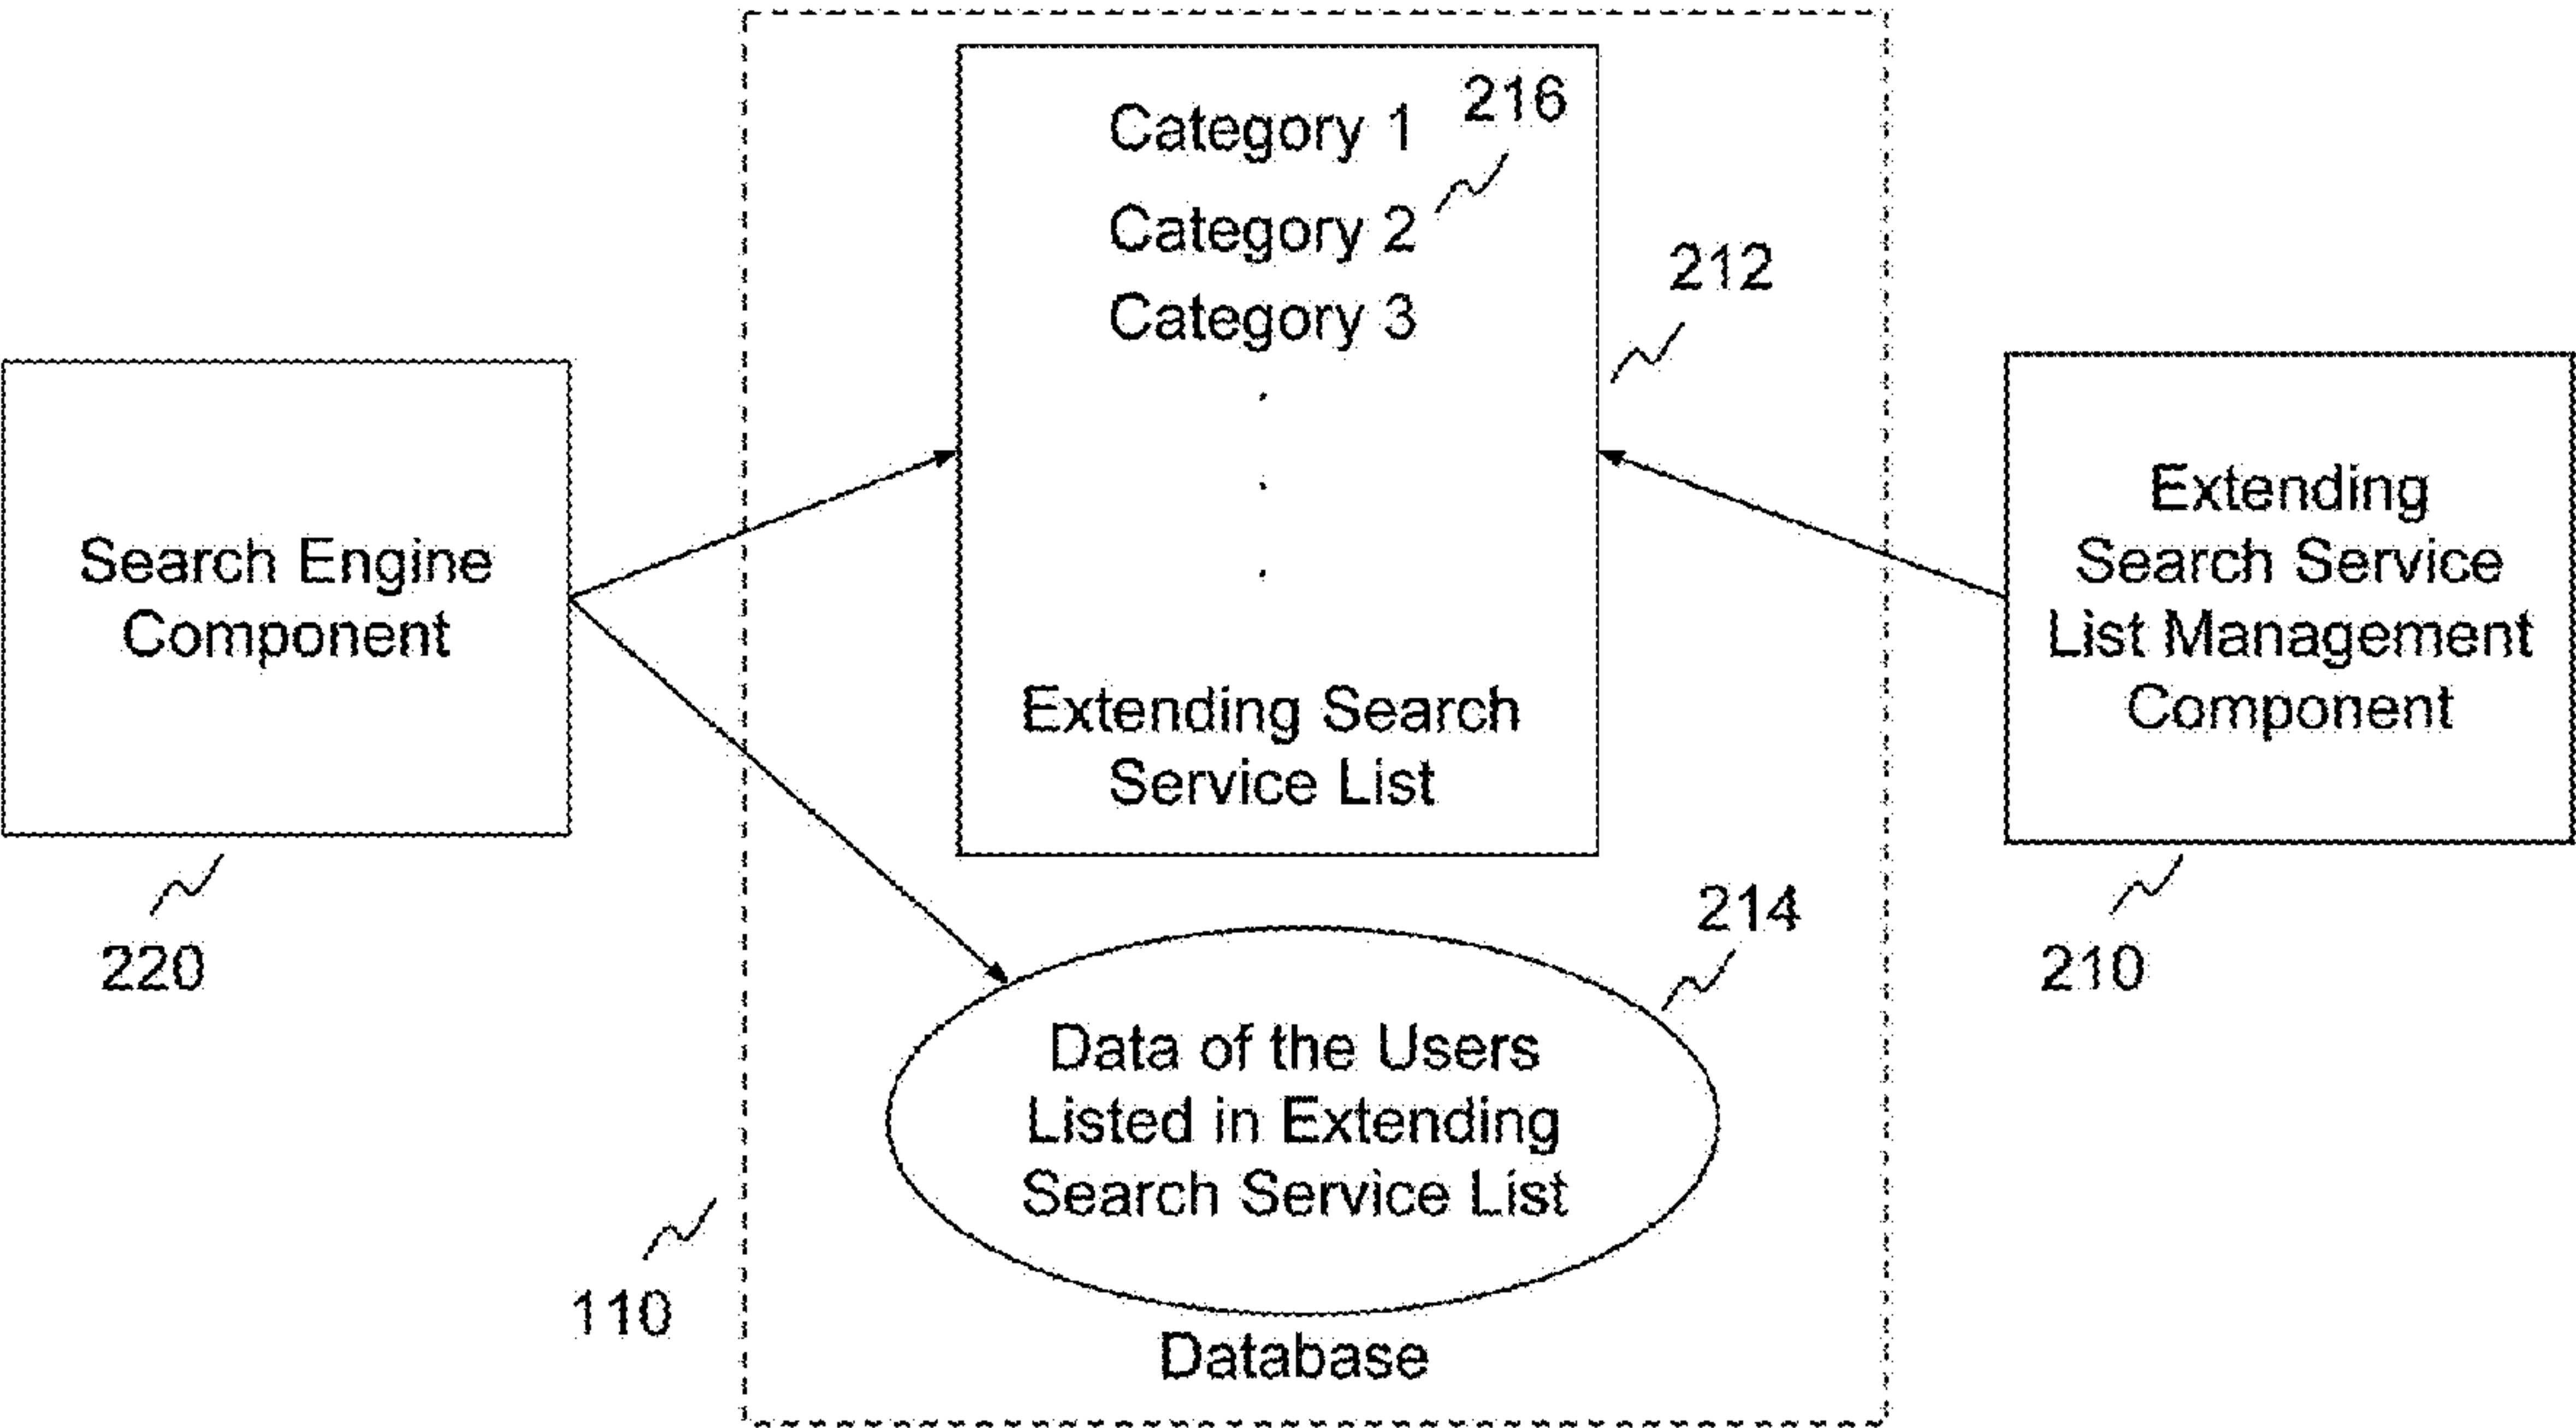 Category 1
216
Category 2
Category 3
212
Extending Search
Service List
Search Engine
Component
220
Extending
Search Service
List Management
Component
210
214
Data of the Users
Listed in Extending
Search Service List
110
Database